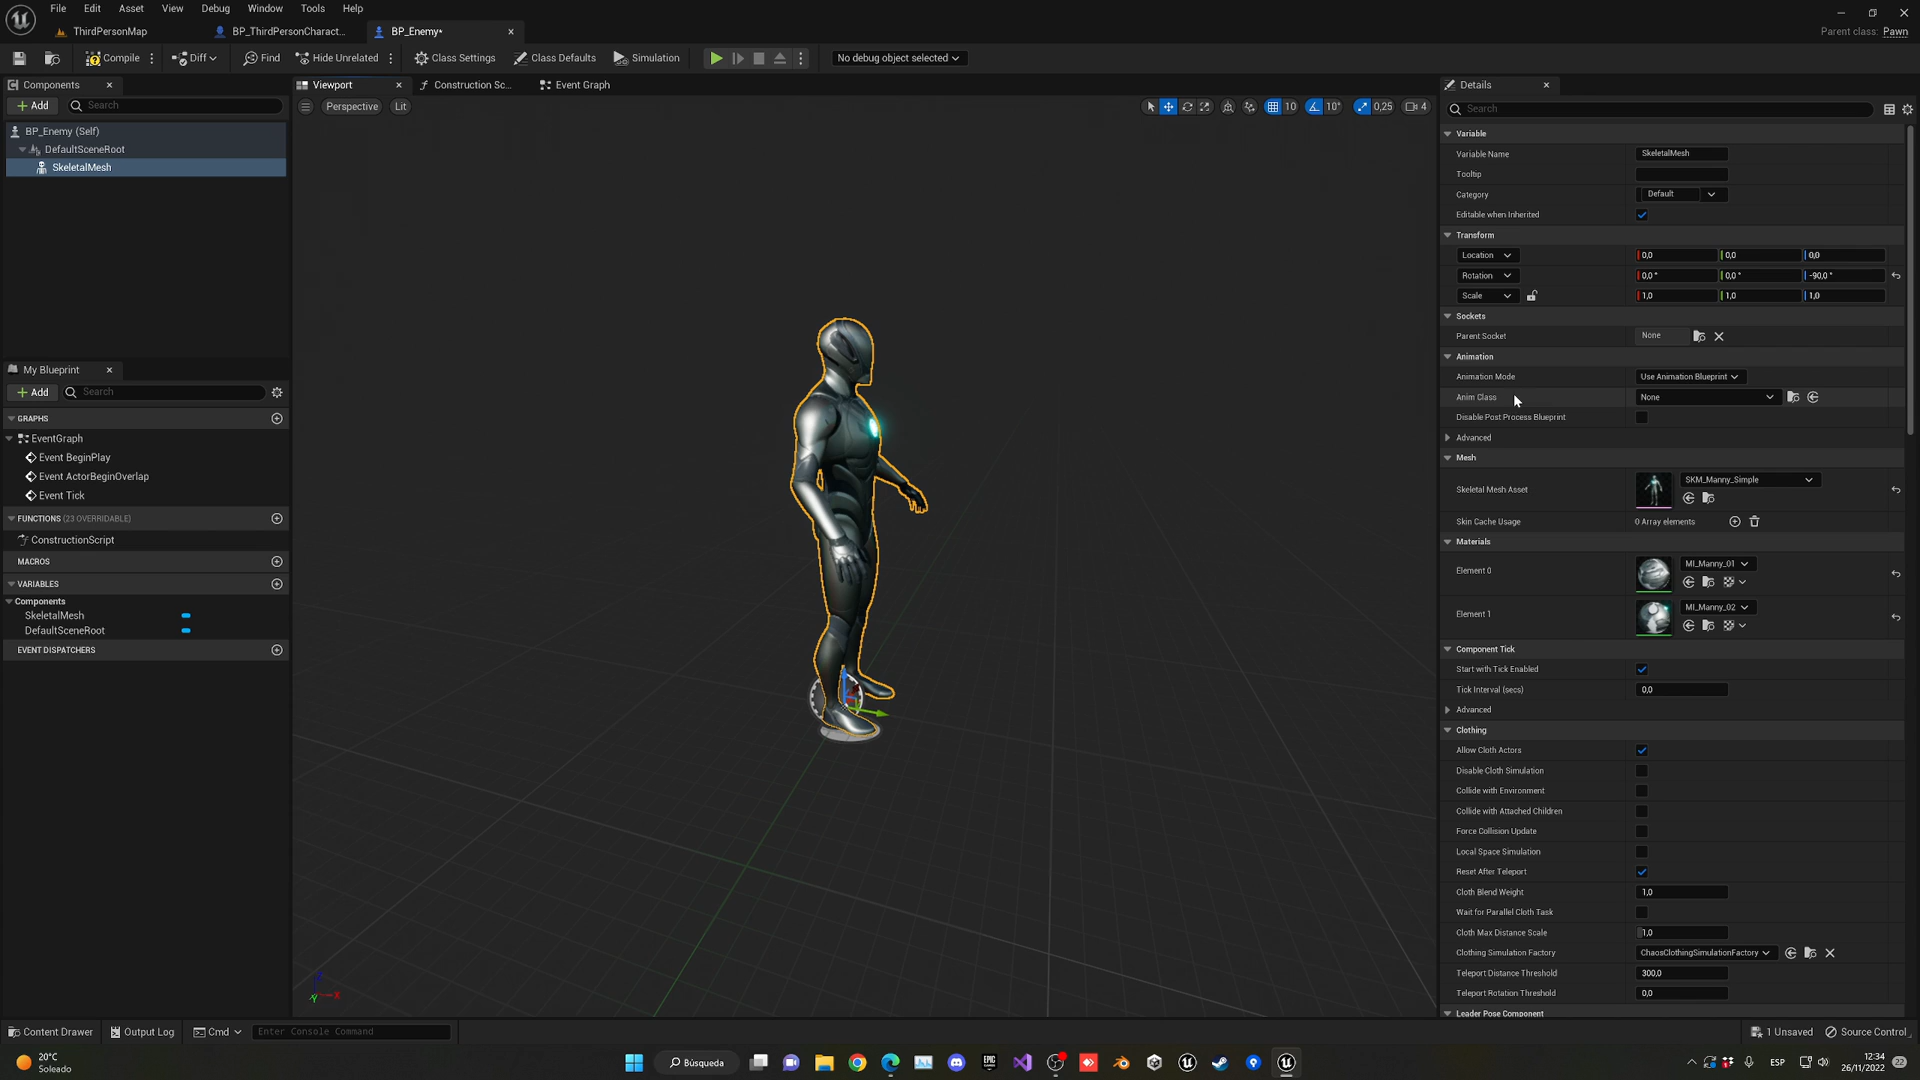 File Edit Asset View Debug Window Tools Help
ThirdPersonMap BP_ThirdPersonCharact... BP_Enemy* Parent class: Pawn
Compile Diff Find Hide Unrelated Class Settings Class Defaults Simulation No debug object selected
Components
Add Search
BP_Enemy (Self)
DefaultSceneRoot
SkeletalMesh
My Blueprint
Add Search
GRAPHS
EventGraph
Event BeginPlay
Event ActorBeginOverlap
Event Tick
FUNCTIONS (23 OVERRIDABLE)
ConstructionScript
MACROS
VARIABLES
Components
SkeletalMesh
DefaultSceneRoot
EVENT DISPATCHERS
Viewport Construction Sc... Event Graph
Perspective Lit 10 10° 0,25 4
X
Y
Details
Search
Variable
Variable Name SkeletalMesh
Tooltip
Category Default
Editable when Inherited
Transform
Location 0,0 0,0 0,0
Rotation 0,0 ° 0,0 ° -90,0 °
Scale 1,0 1,0 1,0
Sockets
Parent Socket None
Animation
Animation Mode Use Animation Blueprint
Anim Class None
Disable Post Process Blueprint
Advanced
Mesh
Skeletal Mesh Asset SKM_Manny_Simple
Skin Cache Usage 0 Array elements
Materials
Element 0 MI_Manny_01
Element 1 MI_Manny_02
Component Tick
Start with Tick Enabled
Tick Interval (secs) 0,0
Advanced
Clothing
Allow Cloth Actors
Disable Cloth Simulation
Collide with Environment
Collide with Attached Children
Force Collision Update
Local Space Simulation
Reset After Teleport
Cloth Blend Weight 1,0
Wait for Parallel Cloth Task
Cloth Max Distance Scale 1,0
Clothing Simulation Factory ChaosClothingSimulationFactory
Teleport Distance Threshold 300,0
Teleport Rotation Threshold 0,0
Leader Pose Component
Content Drawer Output Log Cmd Enter Console Command 1 Unsaved Source Control
20°C
Soleado
Búsqueda
EPIC
ESP
12:34
26/11/2022
22